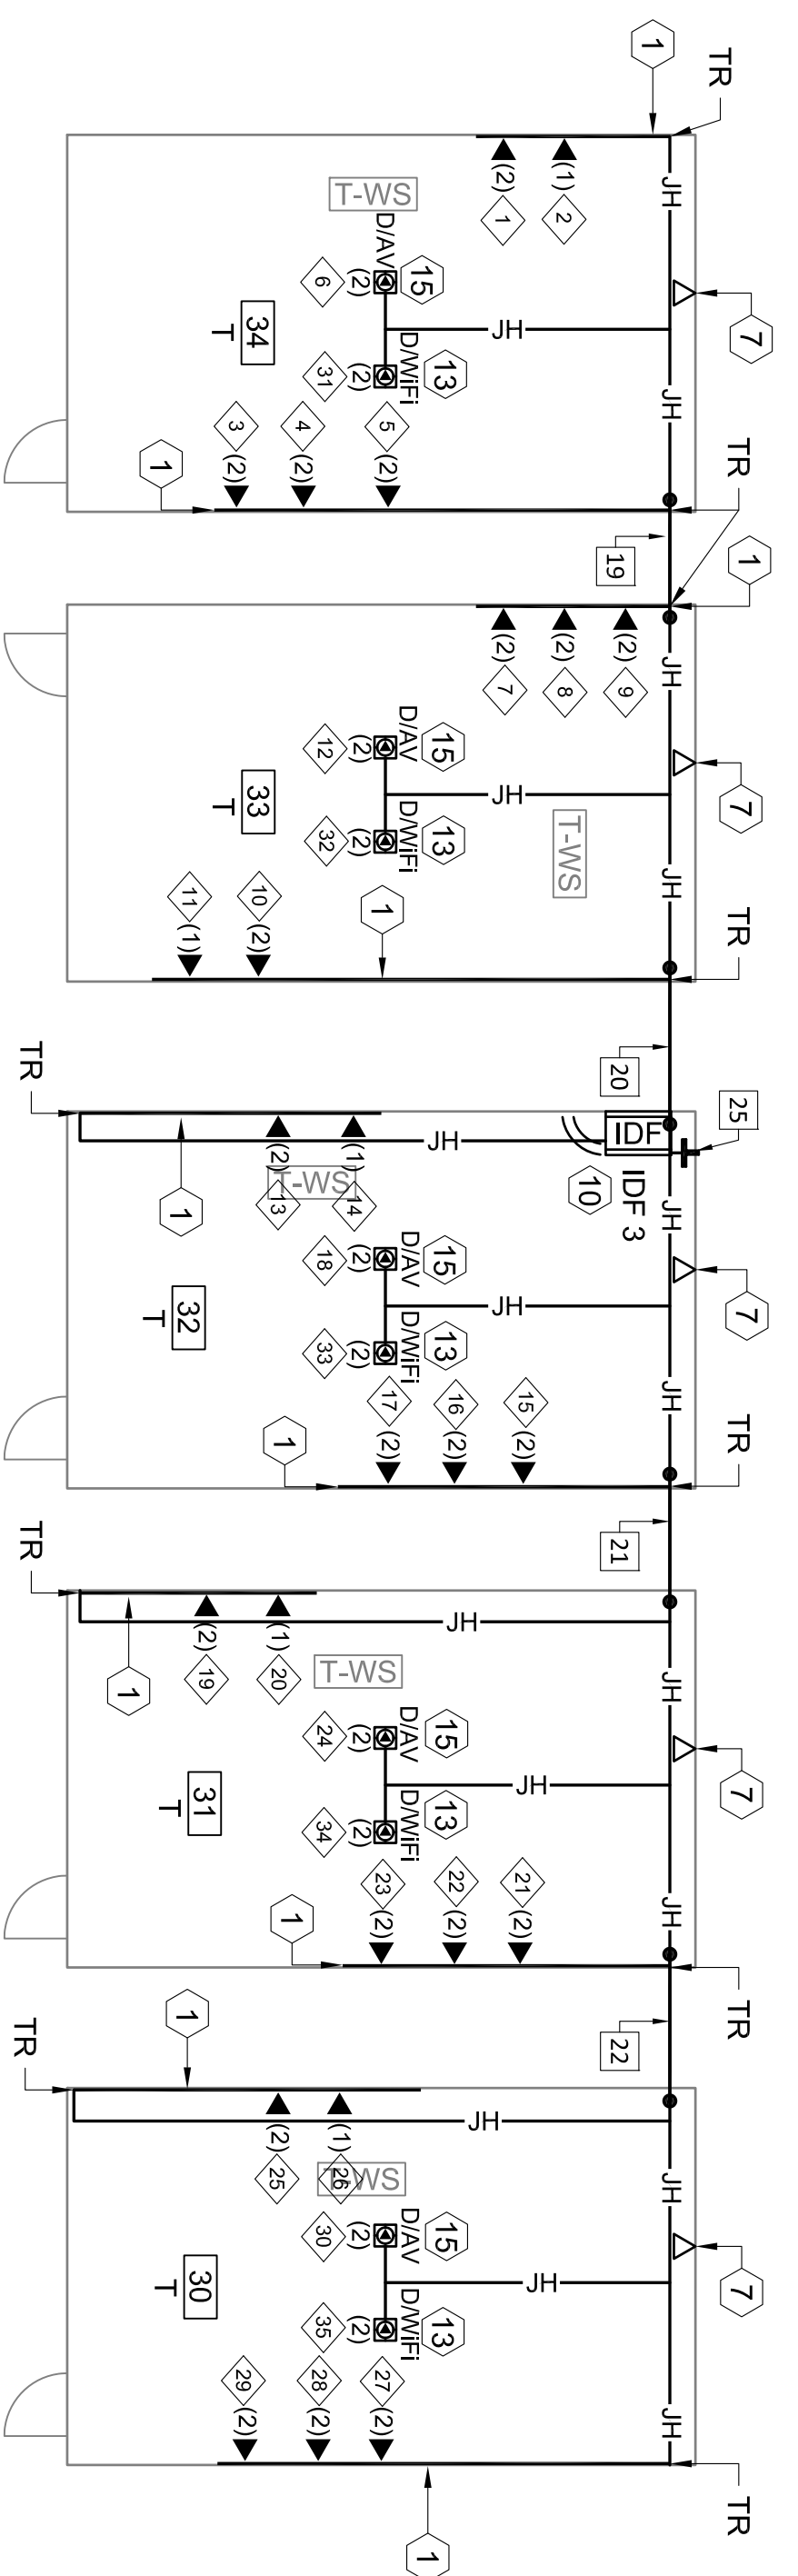 1
TR
JH
7
(1)
2
(2)
1
T-WS
D/AV
15
(2)
6
JH
34
T
D/WiFi
13
(2)
31
JH
5
(2)
4
(2)
3
(2)
1
TR
19
1
JH
7
(2)
9
(2)
8
(2)
7
D/AV
15
(2)
12
JH
33
T
T-WS
D/WiFi
13
(2)
32
JH
10
(2)
11
(1)
1
TR
20
TR
25
IDF
IDF 3
10
JH
JH
7
1
(1)
14
(2)
13
T-WS
D/AV
15
(2)
18
JH
32
T
D/WiFi
13
(2)
33
JH
15
(2)
16
(2)
17
(2)
1
TR
21
TR
JH
JH
7
1
(1)
20
(2)
19
T-WS
D/AV
15
(2)
24
JH
31
T
D/WiFi
13
(2)
34
JH
21
(2)
22
(2)
23
(2)
1
TR
22
TR
1
JH
JH
7
(1)
26
(2)
25
T-WS
D/AV
15
(2)
30
JH
30
T
D/WiFi
13
(2)
35
JH
27
(2)
28
(2)
29
(2)
1
TR